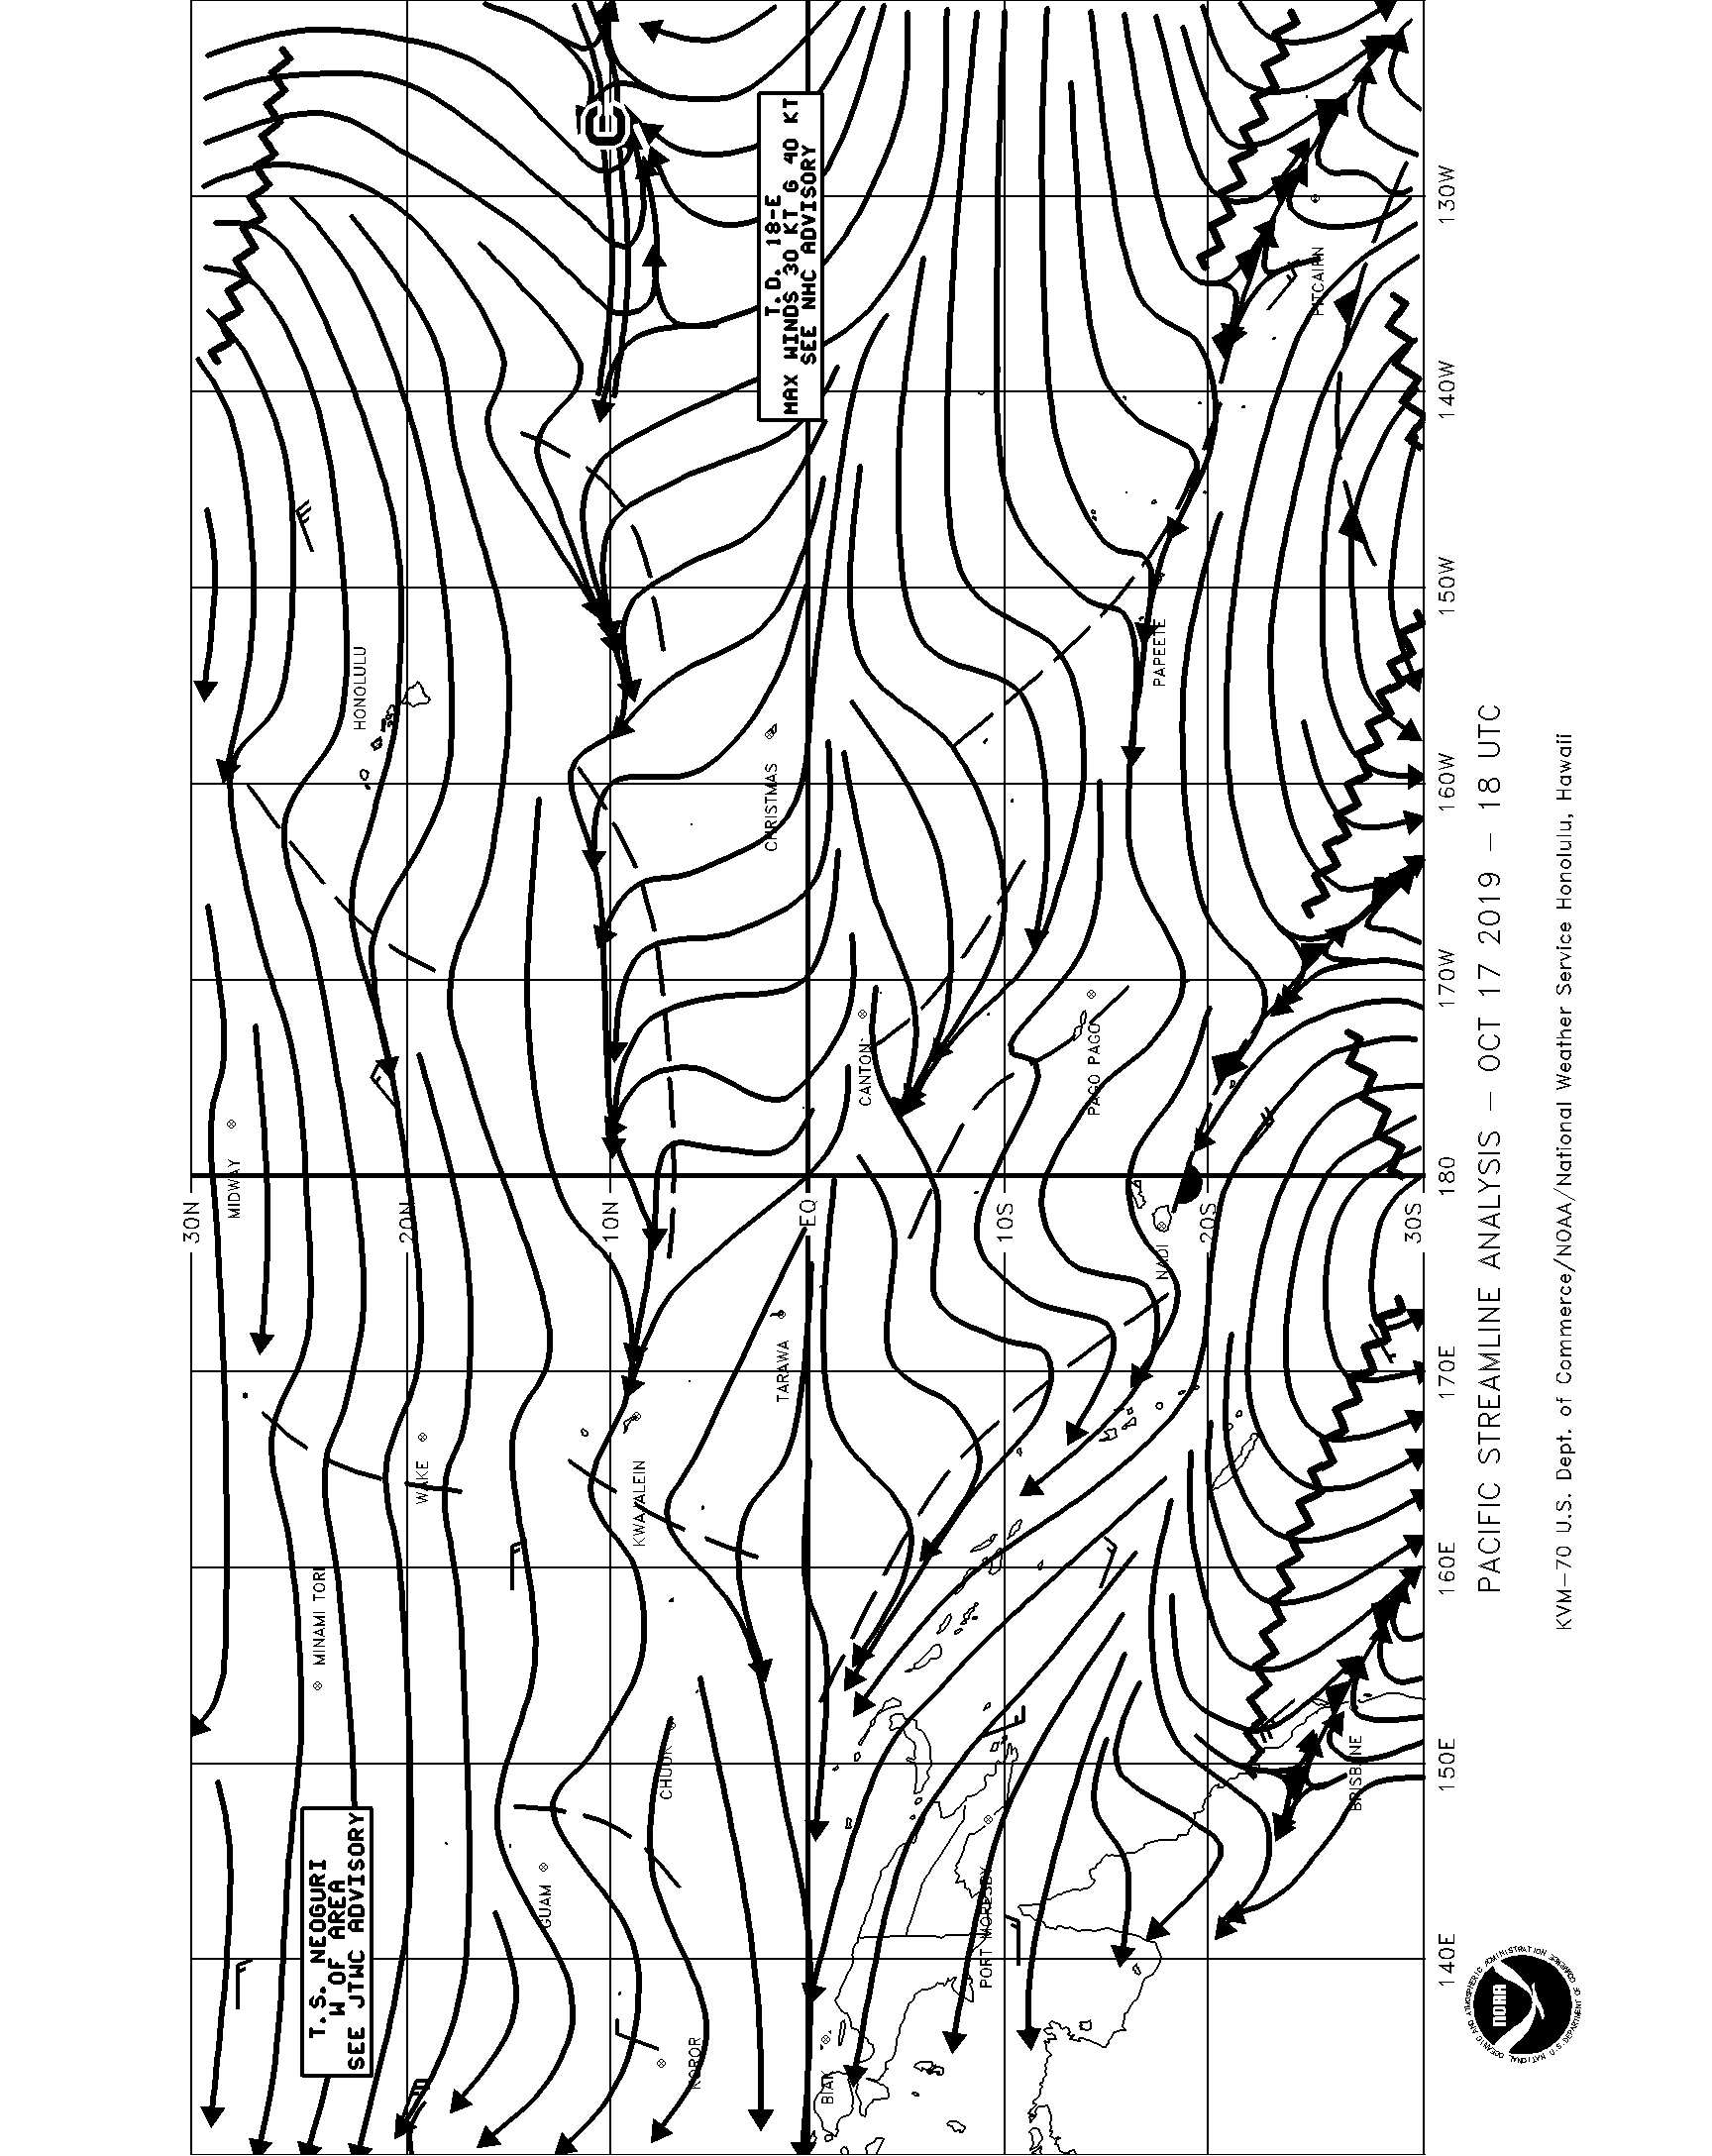 T.D. 18-E
MAX WINDS 30 KT G 40 KT
SEE NHC ADVISORY
T.S. NEOGURI
W OF AREA
SEE JTWC ADVISORY
HONOLULU
MIDWAY
MINAMI TORI
WAKE
GUAM
KWAJALEIN
CHUUK
KOROR
CHRISTMAS
TARAWA
CANTON
BIAK
PORT MORESBY
PAGO PAGO
NADI
PAPEETE
PITCAIRN
BRISBANE
30N
20N
10N
EQ
10S
20S
30S
140E
150E
160E
170E
180
170W
160W
150W
140W
130W
PACIFIC STREAMLINE ANALYSIS – OCT 17 2019 – 18 UTC
KVM–70 U.S. Dept. of Commerce/NOAA/National Weather Service Honolulu, Hawaii
NOAA
NATIONAL OCEANIC AND ATMOSPHERIC ADMINISTRATION
U.S. DEPARTMENT OF COMMERCE